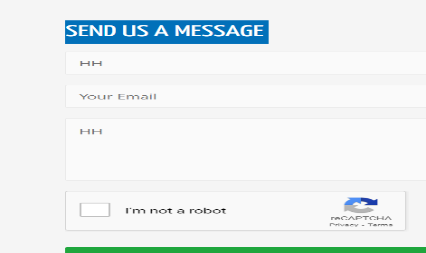 SEND US A MESSAGE
HH
Your Email
HH
I'm not a robot
reCAPTCHA
Privacy - Terms